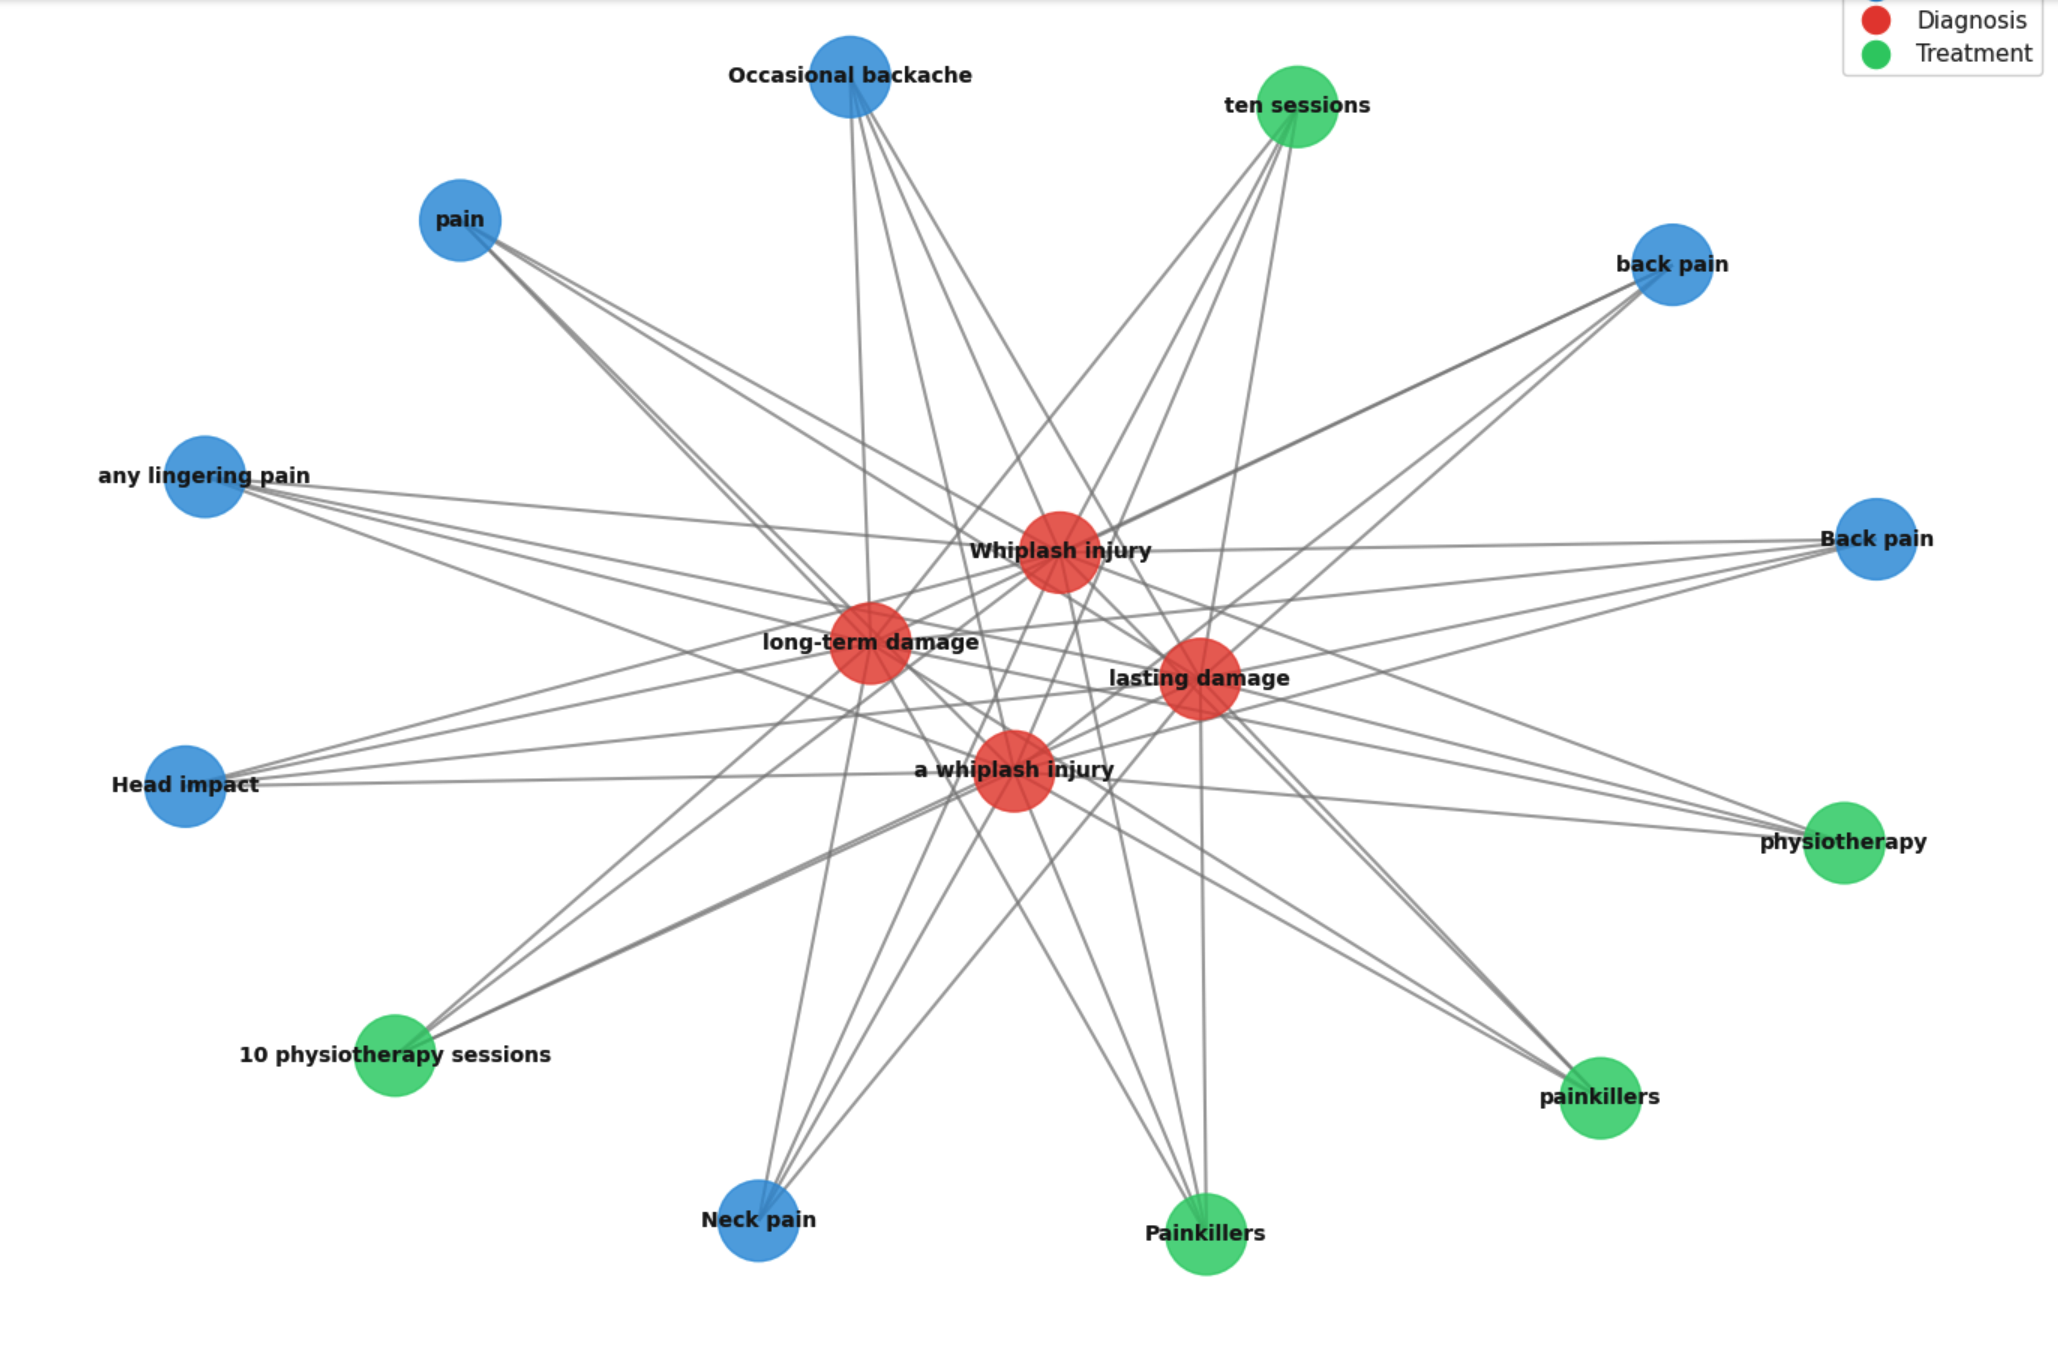 Diagnosis
Treatment
Occasional backache
ten sessions
pain
back pain
any lingering pain
Back pain
Whiplash injury
long-term damage
lasting damage
a whiplash injury
Head impact
physiotherapy
10 physiotherapy sessions
painkillers
Neck pain
Painkillers